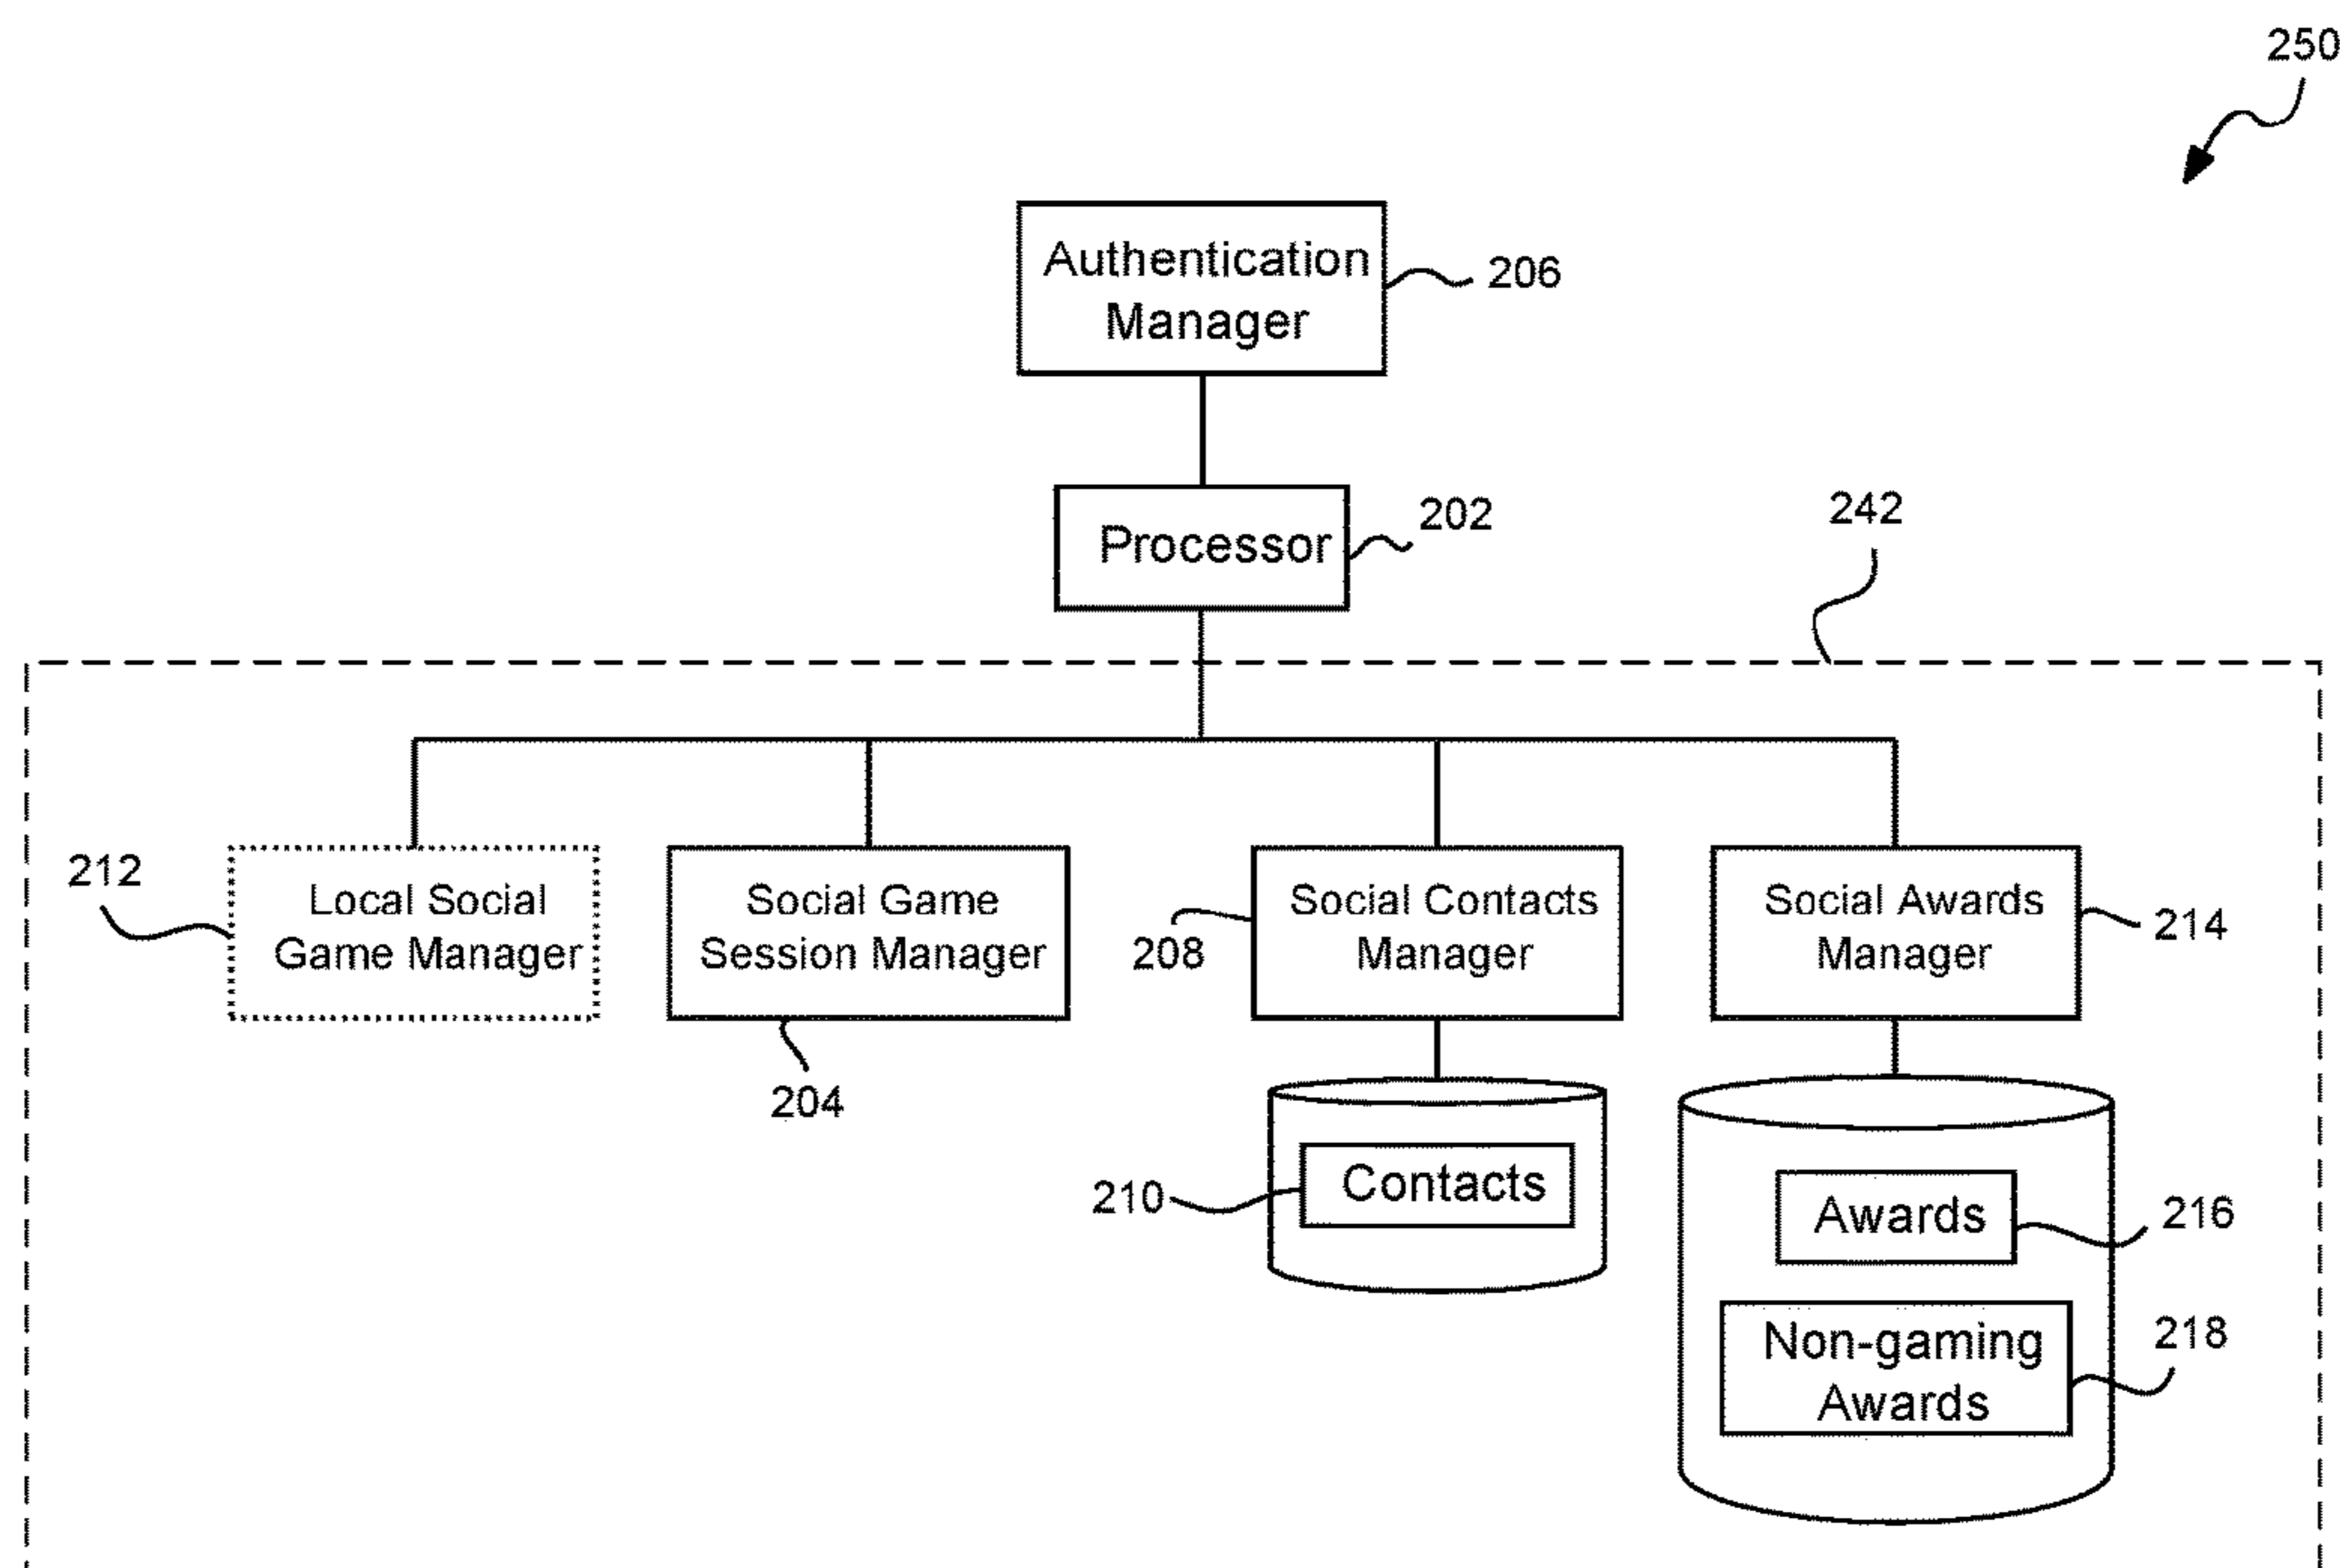 250
Authentication
Manager
206
Processor
202
242
212
Local Social
Game Manager
Social Game
Session Manager
204
208
Social Contacts
Manager
Social Awards
Manager
214
210
Contacts
Awards
216
Non-gaming
Awards
218